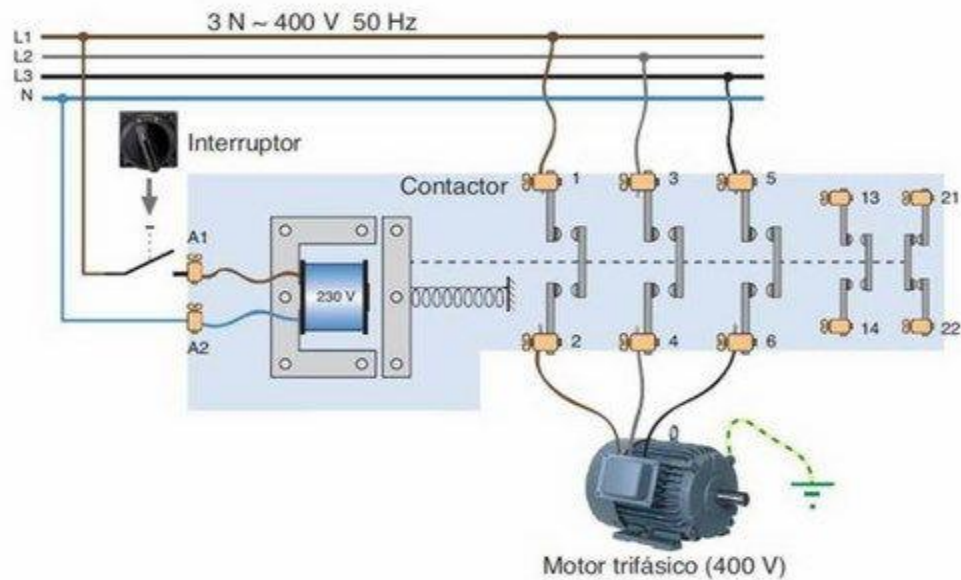 3 N ~ 400 V 50 Hz
L1
L2
L3
N
Interruptor
Contactor
1
3
5
13
21
A1
230 V
A2
2
4
6
14
22
Motor trifásico (400 V)